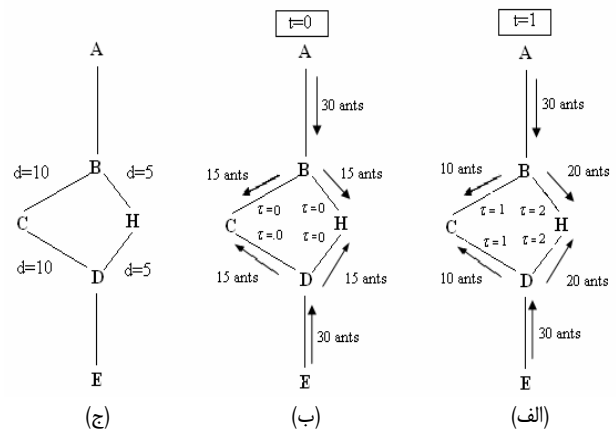 t=0
t=1
A
A
A
30 ants
30 ants
B
B
B
d=10
d=5
15 ants
15 ants
10 ants
20 ants
C
H
C
τ=0
τ=0
H
C
τ=1
τ=2
H
τ=.0
τ=0
τ=1
τ=2
d=10
d=5
D
15 ants
15 ants
D
10 ants
20 ants
D
30 ants
30 ants
E
E
E
(ج)
(ب)
(الف)